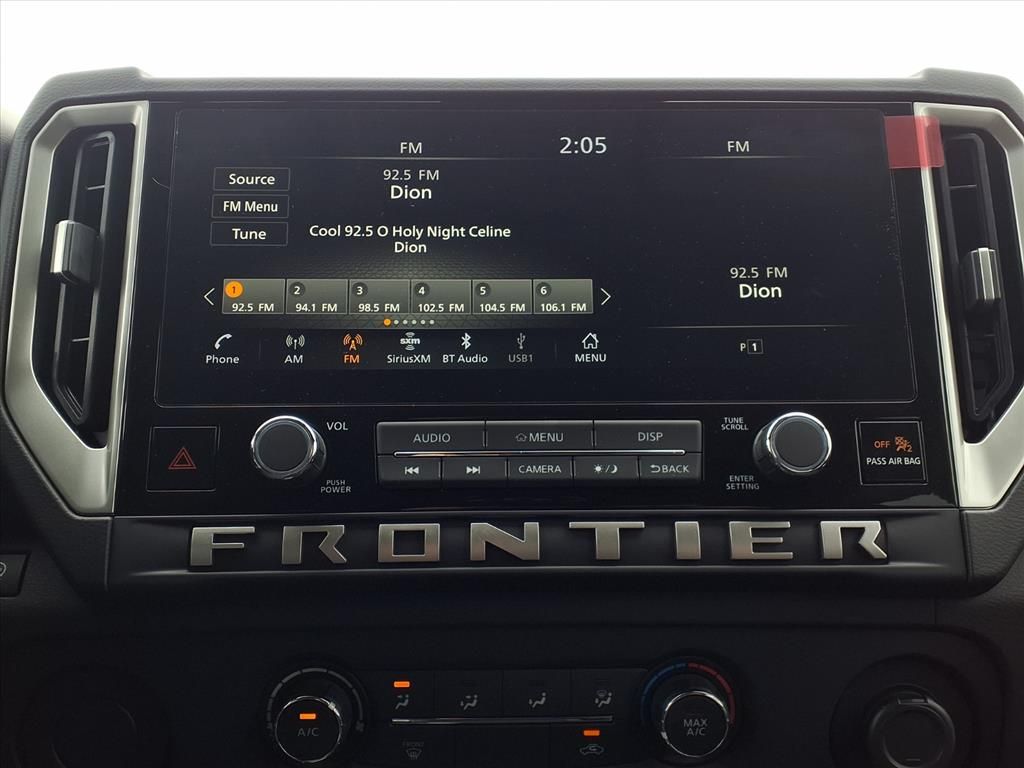 FM
2:05
FM
92.5 FM
Dion
Source
FM Menu
Tune
Cool 92.5 O Holy Night Celine
Dion
92.5 FM
Dion
1 2 3 4 5 6
92.5 FM 94.1 FM 98.5 FM 102.5 FM 104.5 FM 106.1 FM
Phone AM FM SiriusXM BT Audio USB1 MENU
sxm
P 1
VOL
PUSH
POWER
AUDIO MENU DISP
CAMERA BACK
TUNE
SCROLL
ENTER
SETTING
OFF 2
PASS AIR BAG
FRONTIER
A/C
FRONT
MAX
A/C